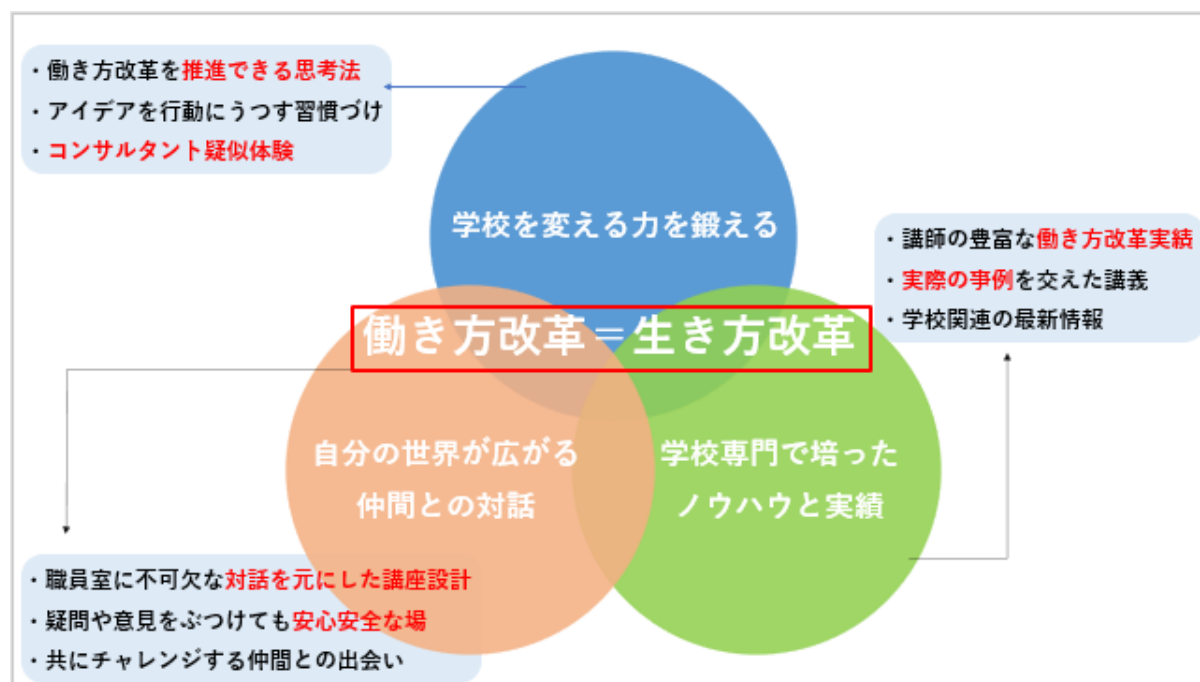 ・働き方改革を推進できる思考法
・アイデアを行動にうつす習慣づけ
・コンサルタント疑似体験
学校を変える力を鍛える
・講師の豊富な働き方改革実績
・実際の事例を交えた講義
・学校関連の最新情報
働き方改革＝生き方改革
自分の世界が広がる
仲間との対話
学校専門で培った
ノウハウと実績
・職員室に不可欠な対話を元にした講座設計
・疑問や意見をぶつけても安心安全な場
・共にチャレンジする仲間との出会い